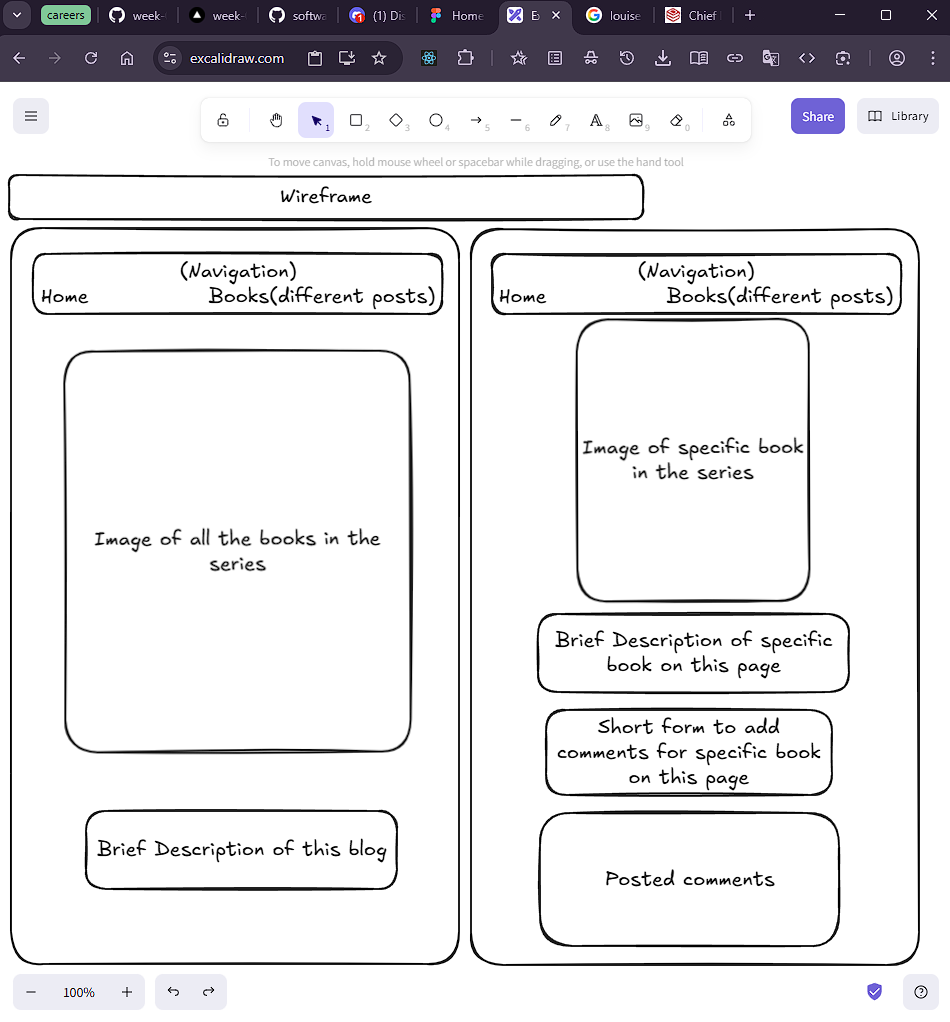 careers
week-
week-
softwa
(1) Dis
Home
E
louise
Chief
excalidraw.com
1
2
3
4
5
6
7
8
9
0
Share
Library
To move canvas, hold mouse wheel or spacebar while dragging, or use the hand tool
Wireframe
(Navigation)
Home Books(different posts)
Image of all the books in the
series
Brief Description of this blog
(Navigation)
Home Books(different posts)
Image of specific book
in the series
Brief Description of specific
book on this page
Short form to add
comments for specific book
on this page
Posted comments
100%